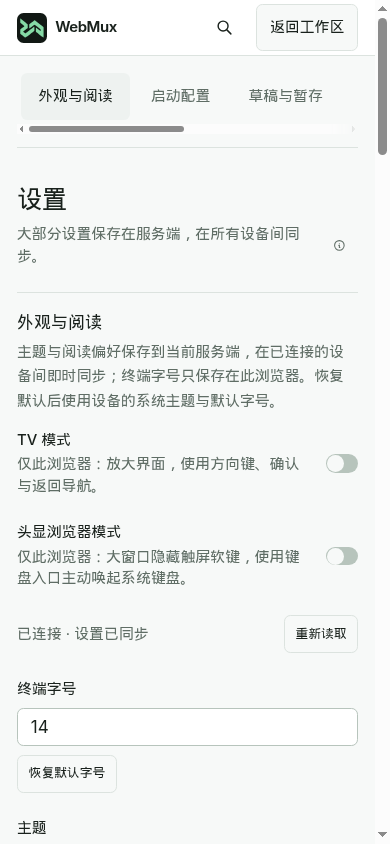 WebMux
返回工作区
外观与阅读 启动配置 草稿与暂存
设置
大部分设置保存在服务端，在所有设备间同
步。
外观与阅读
主题与阅读偏好保存到当前服务端，在已连接的设
备间即时同步；终端字号只保存在此浏览器。恢复
默认后使用设备的系统主题与默认字号。
TV 模式
仅此浏览器：放大界面，使用方向键、确认
与返回导航。
头显浏览器模式
仅此浏览器：大窗口隐藏触屏软键，使用键
盘入口主动唤起系统键盘。
已连接 · 设置已同步
重新读取
终端字号
14
恢复默认字号
主题